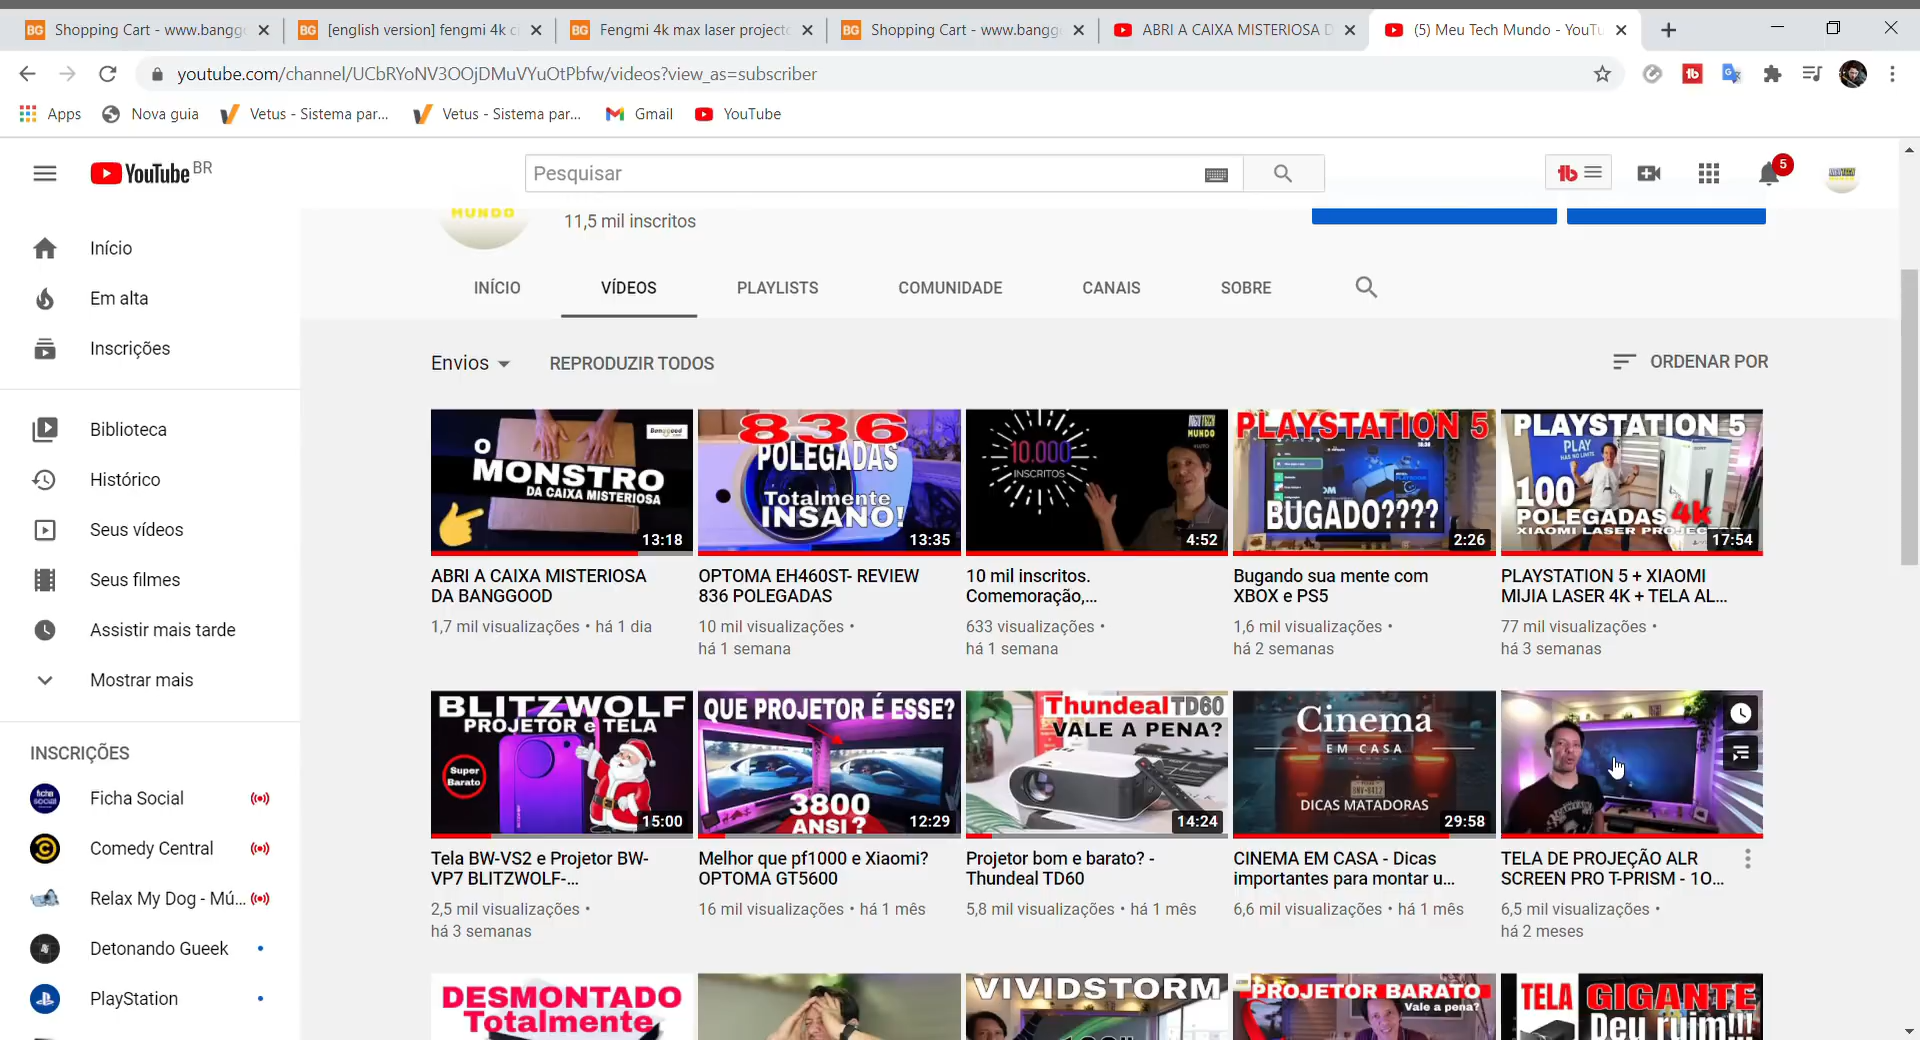 Shopping Cart - www.bangg
[english version] fengmi 4k c
Fengmi 4k max laser project
Shopping Cart - www.bangg
ABRI A CAIXA MISTERIOSA D
(5) Meu Tech Mundo - YouTu
youtube.com/channel/UCbRYoNV3OOjDMuVYuOtPbfw/videos?view_as=subscriber
Apps
Nova guia
Vetus - Sistema par...
Vetus - Sistema par...
Gmail
YouTube
YouTube BR
Pesquisar
5
MUNDO
11,5 mil inscritos
INÍCIO
VÍDEOS
PLAYLISTS
COMUNIDADE
CANAIS
SOBRE
Início
Em alta
Inscrições
Biblioteca
Histórico
Seus vídeos
Seus filmes
Assistir mais tarde
Mostrar mais
INSCRIÇÕES
Ficha Social
Comedy Central
Relax My Dog - Mú...
Detonando Gueek
PlayStation
Envios
REPRODUZIR TODOS
ORDENAR POR
O
MONSTRO
DA CAIXA MISTERIOSA
Banggood
13:18
836
POLEGADAS
Totalmente
INSANO!
13:35
10.000
INSCRITOS
MUNDO
4:52
PLAYSTATION 5
BUGADO????
2:26
PLAYSTATION 5
PLAY
HAS NO LIMITS
100
POLEGADAS 4K
XIAOMI LASER PROJEC
17:54
ABRI A CAIXA MISTERIOSA
DA BANGGOOD
1,7 mil visualizações • há 1 dia
OPTOMA EH460ST- REVIEW
836 POLEGADAS
10 mil visualizações •
há 1 semana
10 mil inscritos.
Comemoração,...
633 visualizações •
há 1 semana
Bugando sua mente com
XBOX e PS5
1,6 mil visualizações •
há 2 semanas
PLAYSTATION 5 + XIAOMI
MIJIA LASER 4K + TELA AL...
77 mil visualizações •
há 3 semanas
BLITZWOLF
PROJETOR e TELA
Super
Barato
15:00
QUE PROJETOR É ESSE?
3800
ANSI ?
12:29
Thundeal TD60
VALE A PENA?
14:24
Cinema
EM CASA
DICAS MATADORAS
29:58
Tela BW-VS2 e Projetor BW-
VP7 BLITZWOLF-...
2,5 mil visualizações •
há 3 semanas
Melhor que pf1000 e Xiaomi?
OPTOMA GT5600
16 mil visualizações • há 1 mês
Projetor bom e barato? -
Thundeal TD60
5,8 mil visualizações • há 1 mês
CINEMA EM CASA - Dicas
importantes para montar u...
6,6 mil visualizações • há 1 mês
TELA DE PROJEÇÃO ALR
SCREEN PRO T-PRISM - 1O...
6,5 mil visualizações •
há 2 meses
DESMONTADO
Totalmente
VIVIDSTORM
PROJETOR BARATO
Vale a pena?
TELA GIGANTE
Deu ruim!!!